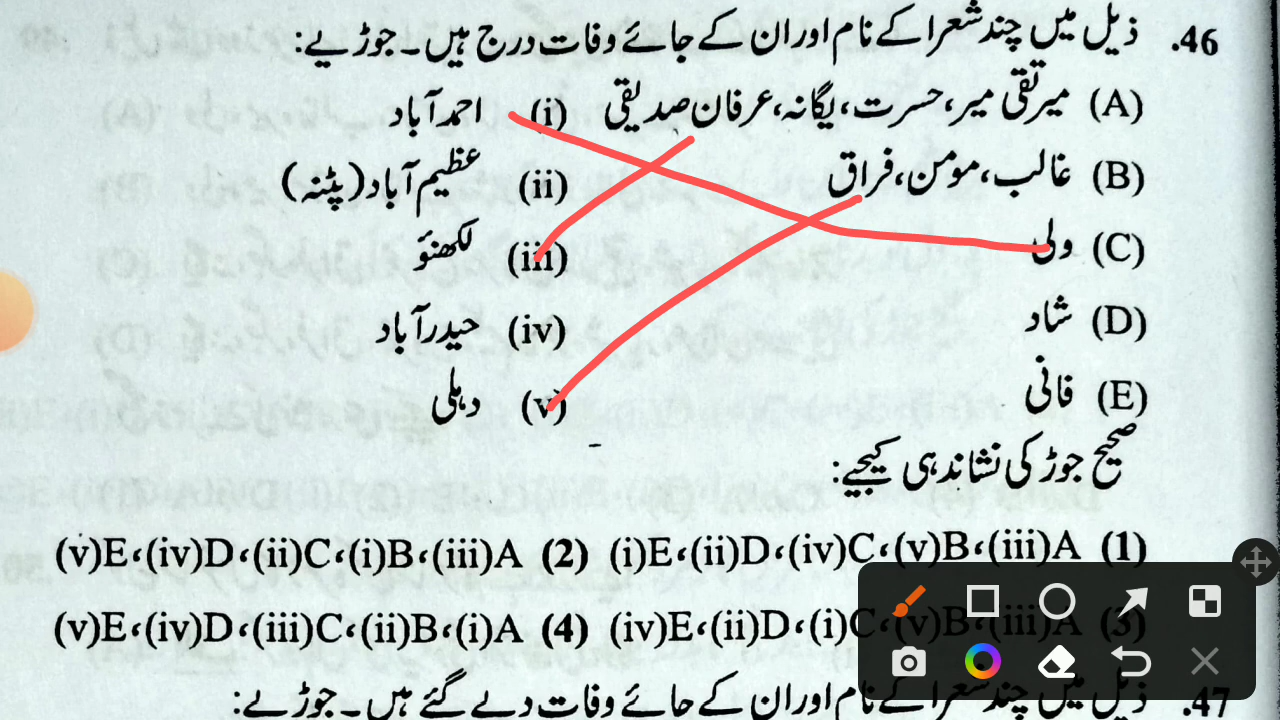 46. ذیل میں چند شعرا کے نام اور ان کے جائے وفات درج ہیں۔ جوڑیے:
(A) میر تقی میر، حسرت، یگانہ، عرفان صدیقی (i) احمد آباد
(B) غالب، مومن، فراق (ii) عظیم آباد (پٹنہ)
(C) ولی (iii) لکھنؤ
(D) شاد (iv) حیدر آباد
(E) فانی (v) دہلی
صحیح جوڑ کی نشاندہی کیجیے:
(1) A(iii)، B(v)، C(iv)، D(ii)، E(i) (2) A(iii)، B(i)، C(ii)، D(iv)، E(v)
(3) A(iii)، B(v)، C(i)، D(ii)، E(iv) (4) A(i)، B(ii)، C(iii)، D(iv)، E(v)
47. ذیل میں چند شعرا کے نام اور ان کے جائے وفات دیے گئے ہیں۔ جوڑیے: